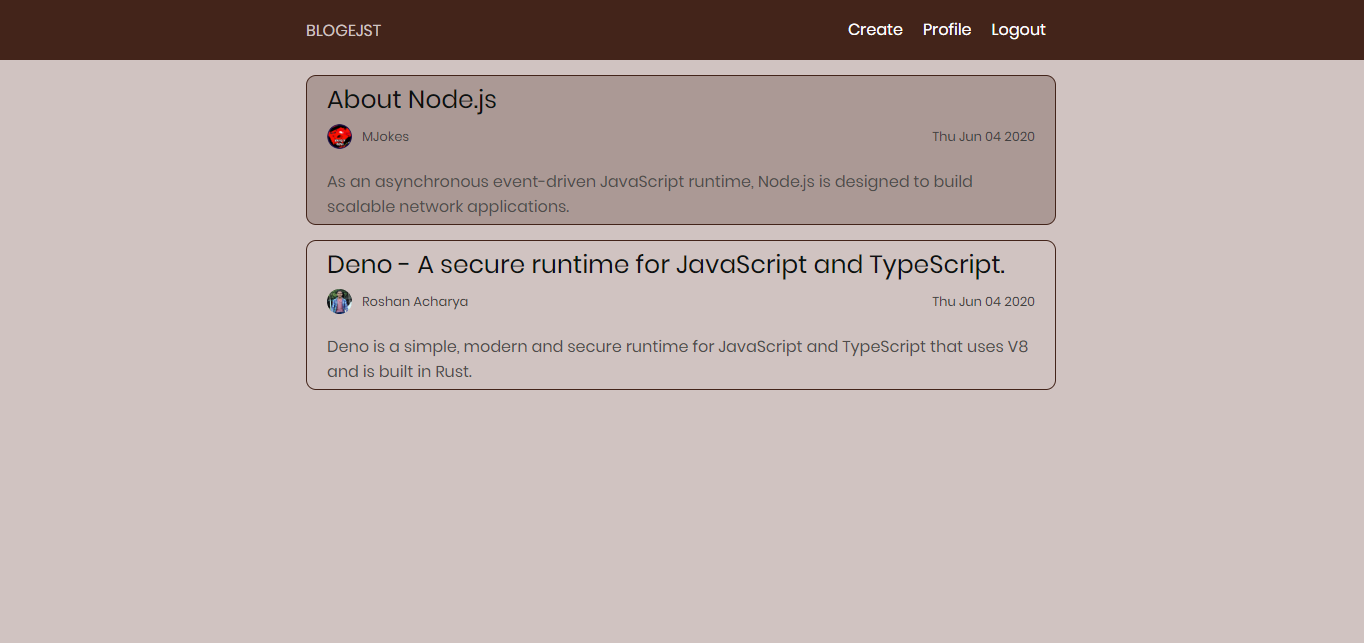 BLOGEJST
Create Profile Logout
About Node.js
MJokes
Thu Jun 04 2020
As an asynchronous event-driven JavaScript runtime, Node.js is designed to build
scalable network applications.
Deno - A secure runtime for JavaScript and TypeScript.
Roshan Acharya
Thu Jun 04 2020
Deno is a simple, modern and secure runtime for JavaScript and TypeScript that uses V8
and is built in Rust.